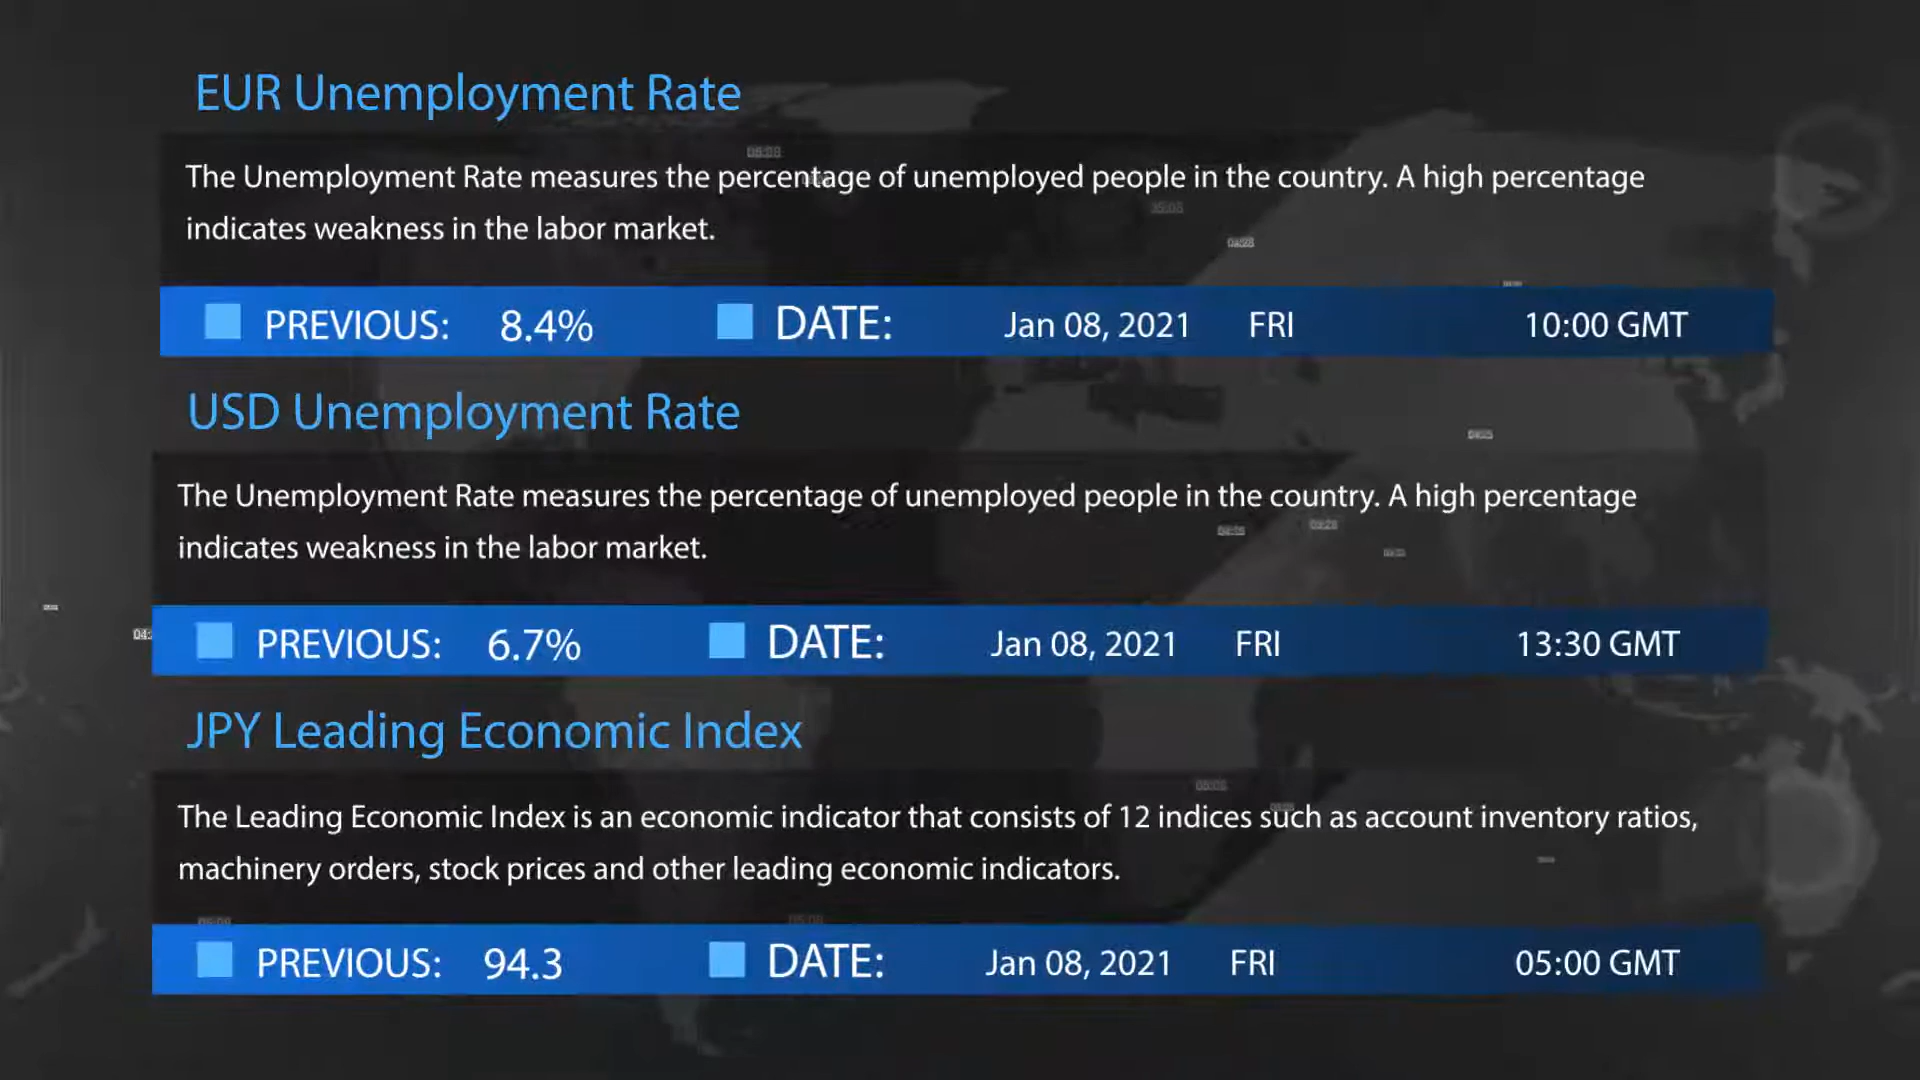 EUR Unemployment Rate
The Unemployment Rate measures the percentage of unemployed people in the country. A high percentage
indicates weakness in the labor market.
PREVIOUS: 8.4% DATE: Jan 08, 2021 FRI 10:00 GMT
USD Unemployment Rate
The Unemployment Rate measures the percentage of unemployed people in the country. A high percentage
indicates weakness in the labor market.
PREVIOUS: 6.7% DATE: Jan 08, 2021 FRI 13:30 GMT
JPY Leading Economic Index
The Leading Economic Index is an economic indicator that consists of 12 indices such as account inventory ratios,
machinery orders, stock prices and other leading economic indicators.
PREVIOUS: 94.3 DATE: Jan 08, 2021 FRI 05:00 GMT